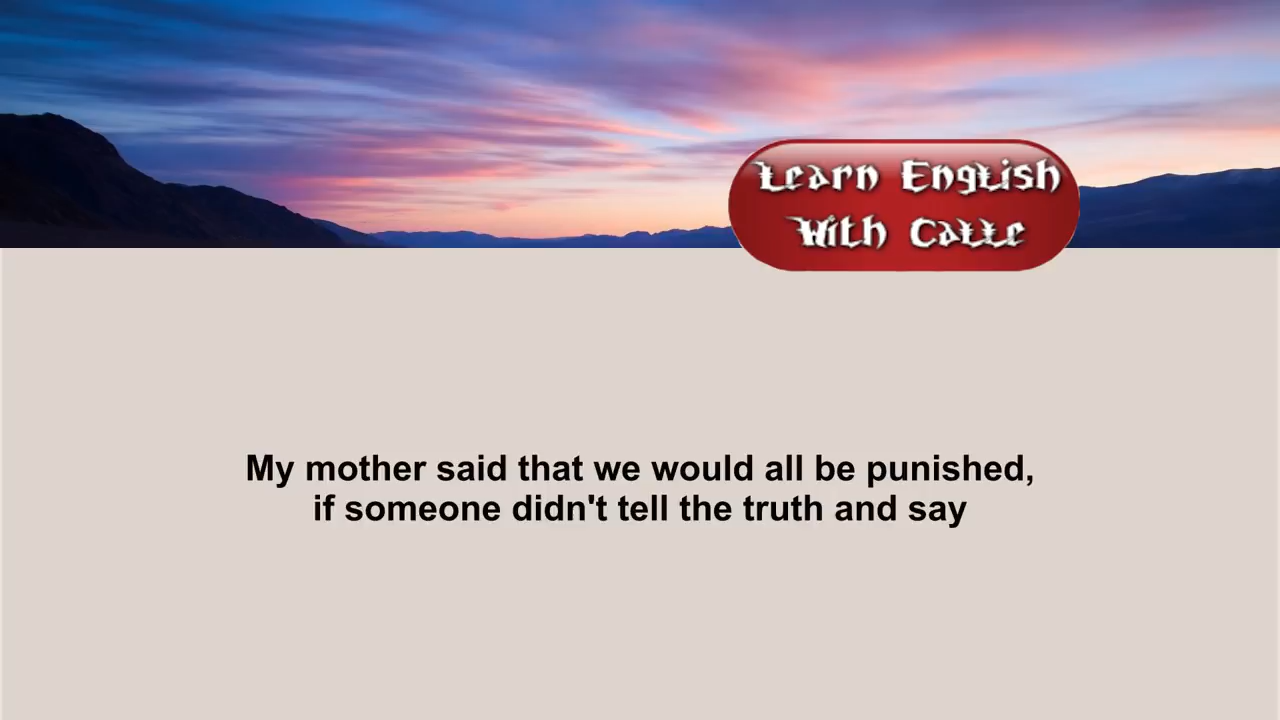 Learn English
With Calle
My mother said that we would all be punished,
if someone didn't tell the truth and say